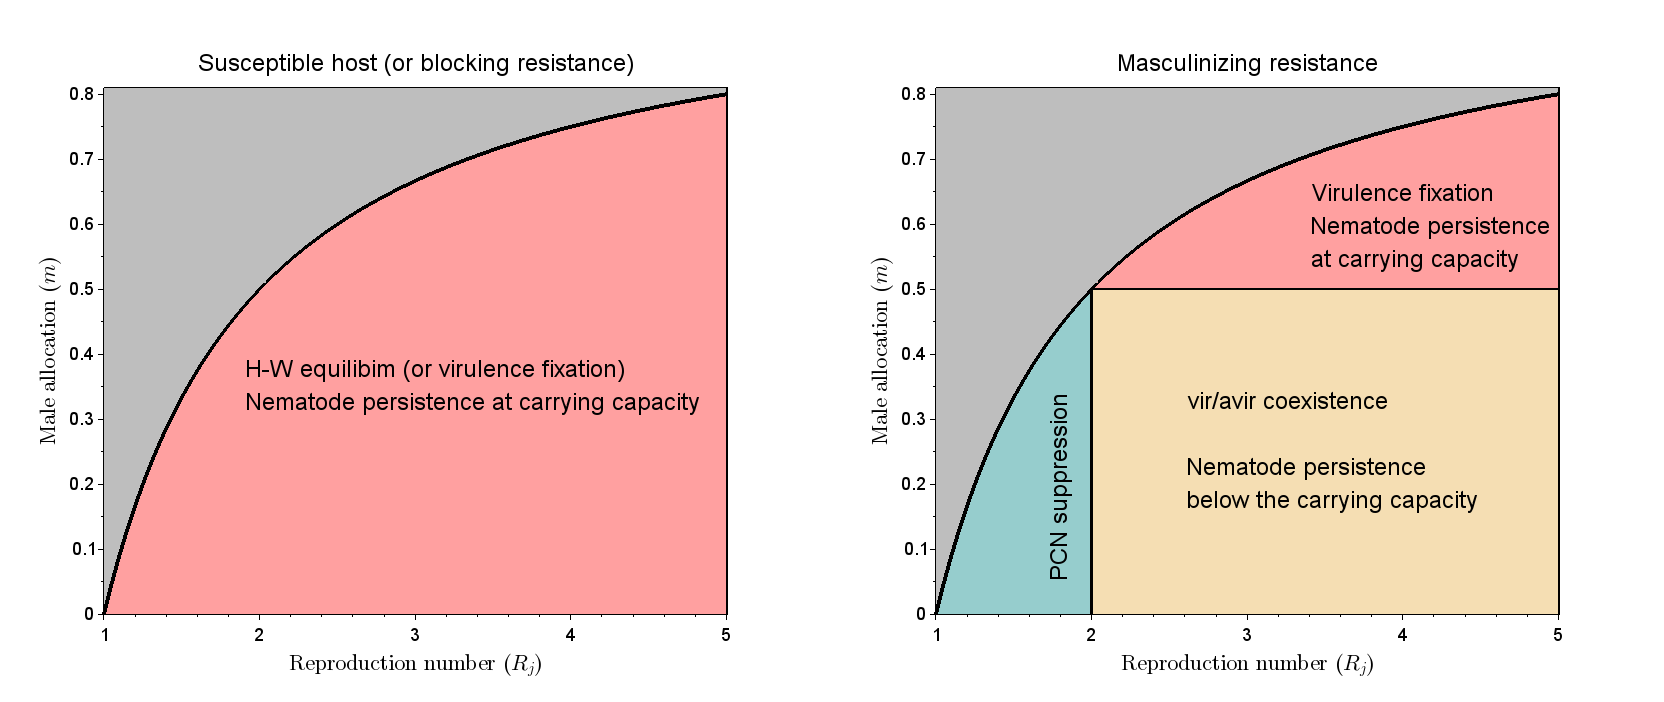 Susceptible host (or blocking resistance)
0.8
0.7
0.6
0.5
0.4
0.3
0.2
0.1
0
Male allocation (m)
H-W equilibim (or virulence fixation)
Nematode persistence at carrying capacity
1 2 3 4 5
Reproduction number (Rj)
Masculinizing resistance
0.8
0.7
0.6
0.5
0.4
0.3
0.2
0.1
0
Male allocation (m)
Virulence fixation
Nematode persistence
at carrying capacity
PCN suppression
vir/avir coexistence
Nematode persistence
below the carrying capacity
1 2 3 4 5
Reproduction number (Rj)